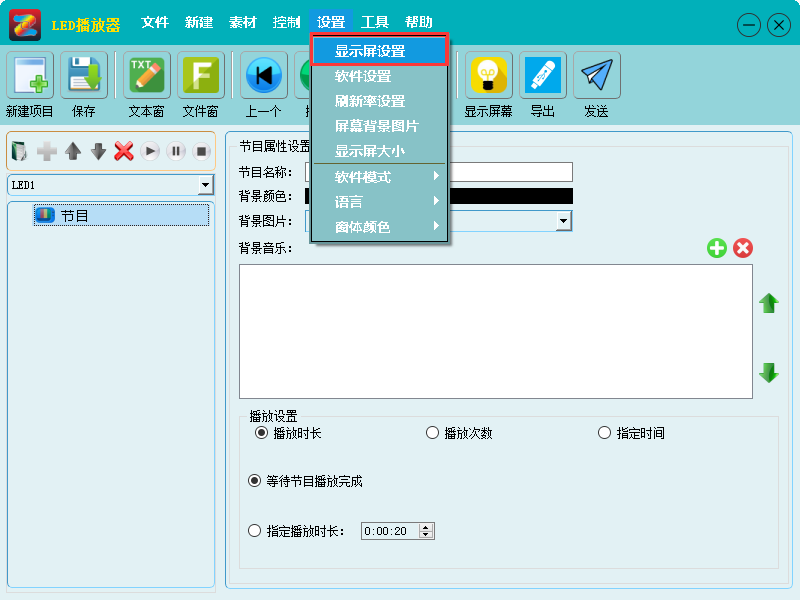 LED播放器 文件 新建 素材 控制 设置 工具 帮助
显示屏设置
软件设置
刷新率设置
屏幕背景图片
显示屏大小
软件模式
语言
窗体颜色
TXT F
新建项目 保存 文本窗 文件窗 上一个 显示屏幕 导出 发送
LED1
节目
节目属性设置
节目名称:
背景颜色:
背景图片:
背景音乐:
播放设置
播放时长 播放次数 指定时间
等待节目播放完成
指定播放时长: 0:00:20